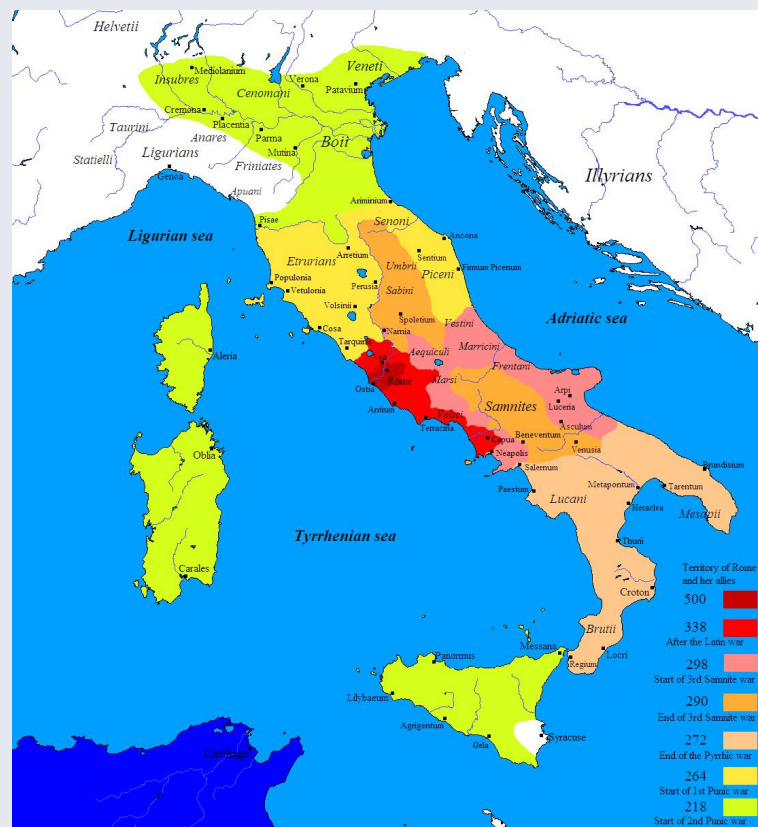 Helvetii
Mediolanium
Insubres
Veneti
Verona
Cenomani
Patavium
Cremona
Placentia
Taurini
Anares
Parma
Boii
Ligurians
Mutina
Statielli
Friniates
Genoa
Illyrians
Apuani
Ariminium
Senoni
Pisae
Ligurian sea
Ancona
Arretium
Sentium
Etrurians
Umbrii
Piceni
Firmum Picenum
Populonia
Perusia
Sabini
Vetulonia
Volsinii
Vestini
Adriatic sea
Spoletium
Cosa
Narnia
Marricini
Tarquinia
Aequiculi
Aleria
Frentani
Rome
Marsi
Ostia
Arpi
Luceria
Antium
Samnites
Volsci
Terracina
Asculum
Capua
Beneventum
Oblia
Neapolis
Venusia
Salernum
Brundisium
Paestum
Metapontum
Tarentum
Lucani
Heraclea
Mesapii
Tyrrhenian sea
Thurii
Carales
Territory of Rome
and her allies
Croton
500
Brutii
338
After the Latin war
Messana
Locri
Panormus
Regium
298
Start of 3rd Samnite war
Lilybaeum
290
End of 3rd Samnite war
Agrigentum
Syracuse
Gela
272
End of the Pyrrhic war
Carthage
264
Start of 1st Punic war
218
Start of 2nd Punic war